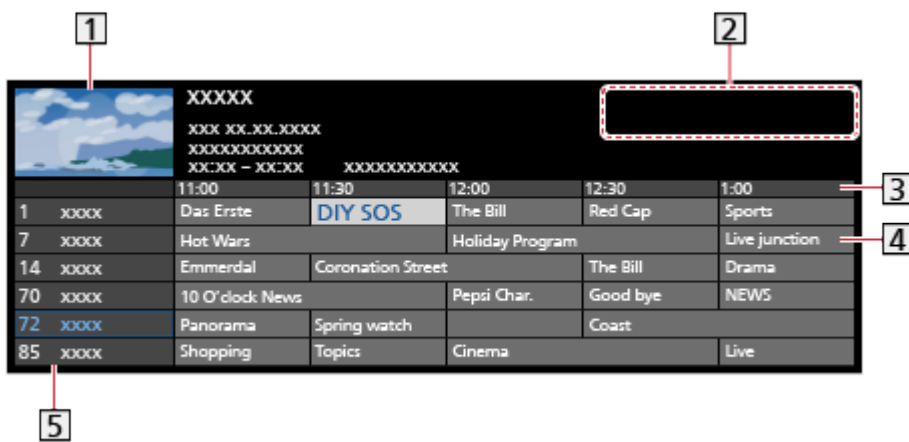 1 2
XXXXX
XXX XX.XX.XXXX
XXXXXXXXXXX
XX:XX – XX:XX XXXXXXXXXXX
11:00 11:30 12:00 12:30 1:00 3
1 XXXX Das Erste DIY SOS The Bill Red Cap Sports
7 XXXX Hot Wars Holiday Program Live junction 4
14 XXXX Emmerdal Coronation Street The Bill Drama
70 XXXX 10 O'clock News Pepsi Char. Good bye NEWS
72 XXXX Panorama Spring watch Coast
85 XXXX Shopping Topics Cinema Live
5